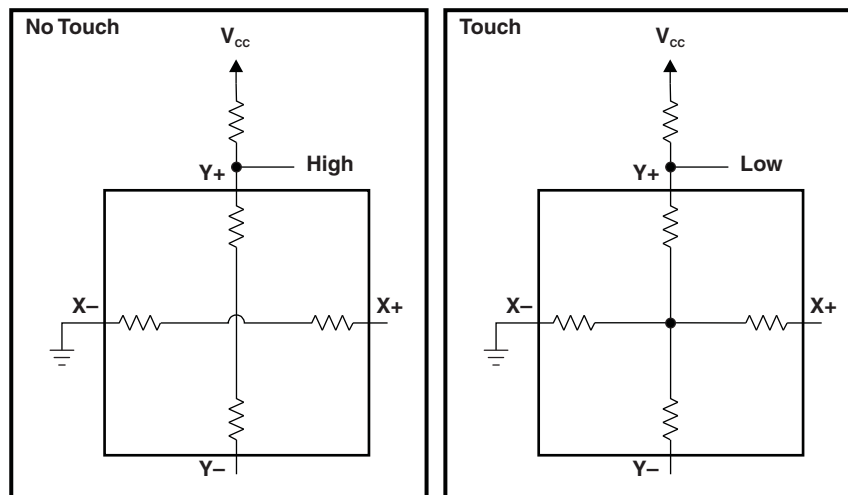 No Touch
Vcc
Y+
High
X–
X+
Y–
Touch
Vcc
Y+
Low
X–
X+
Y–